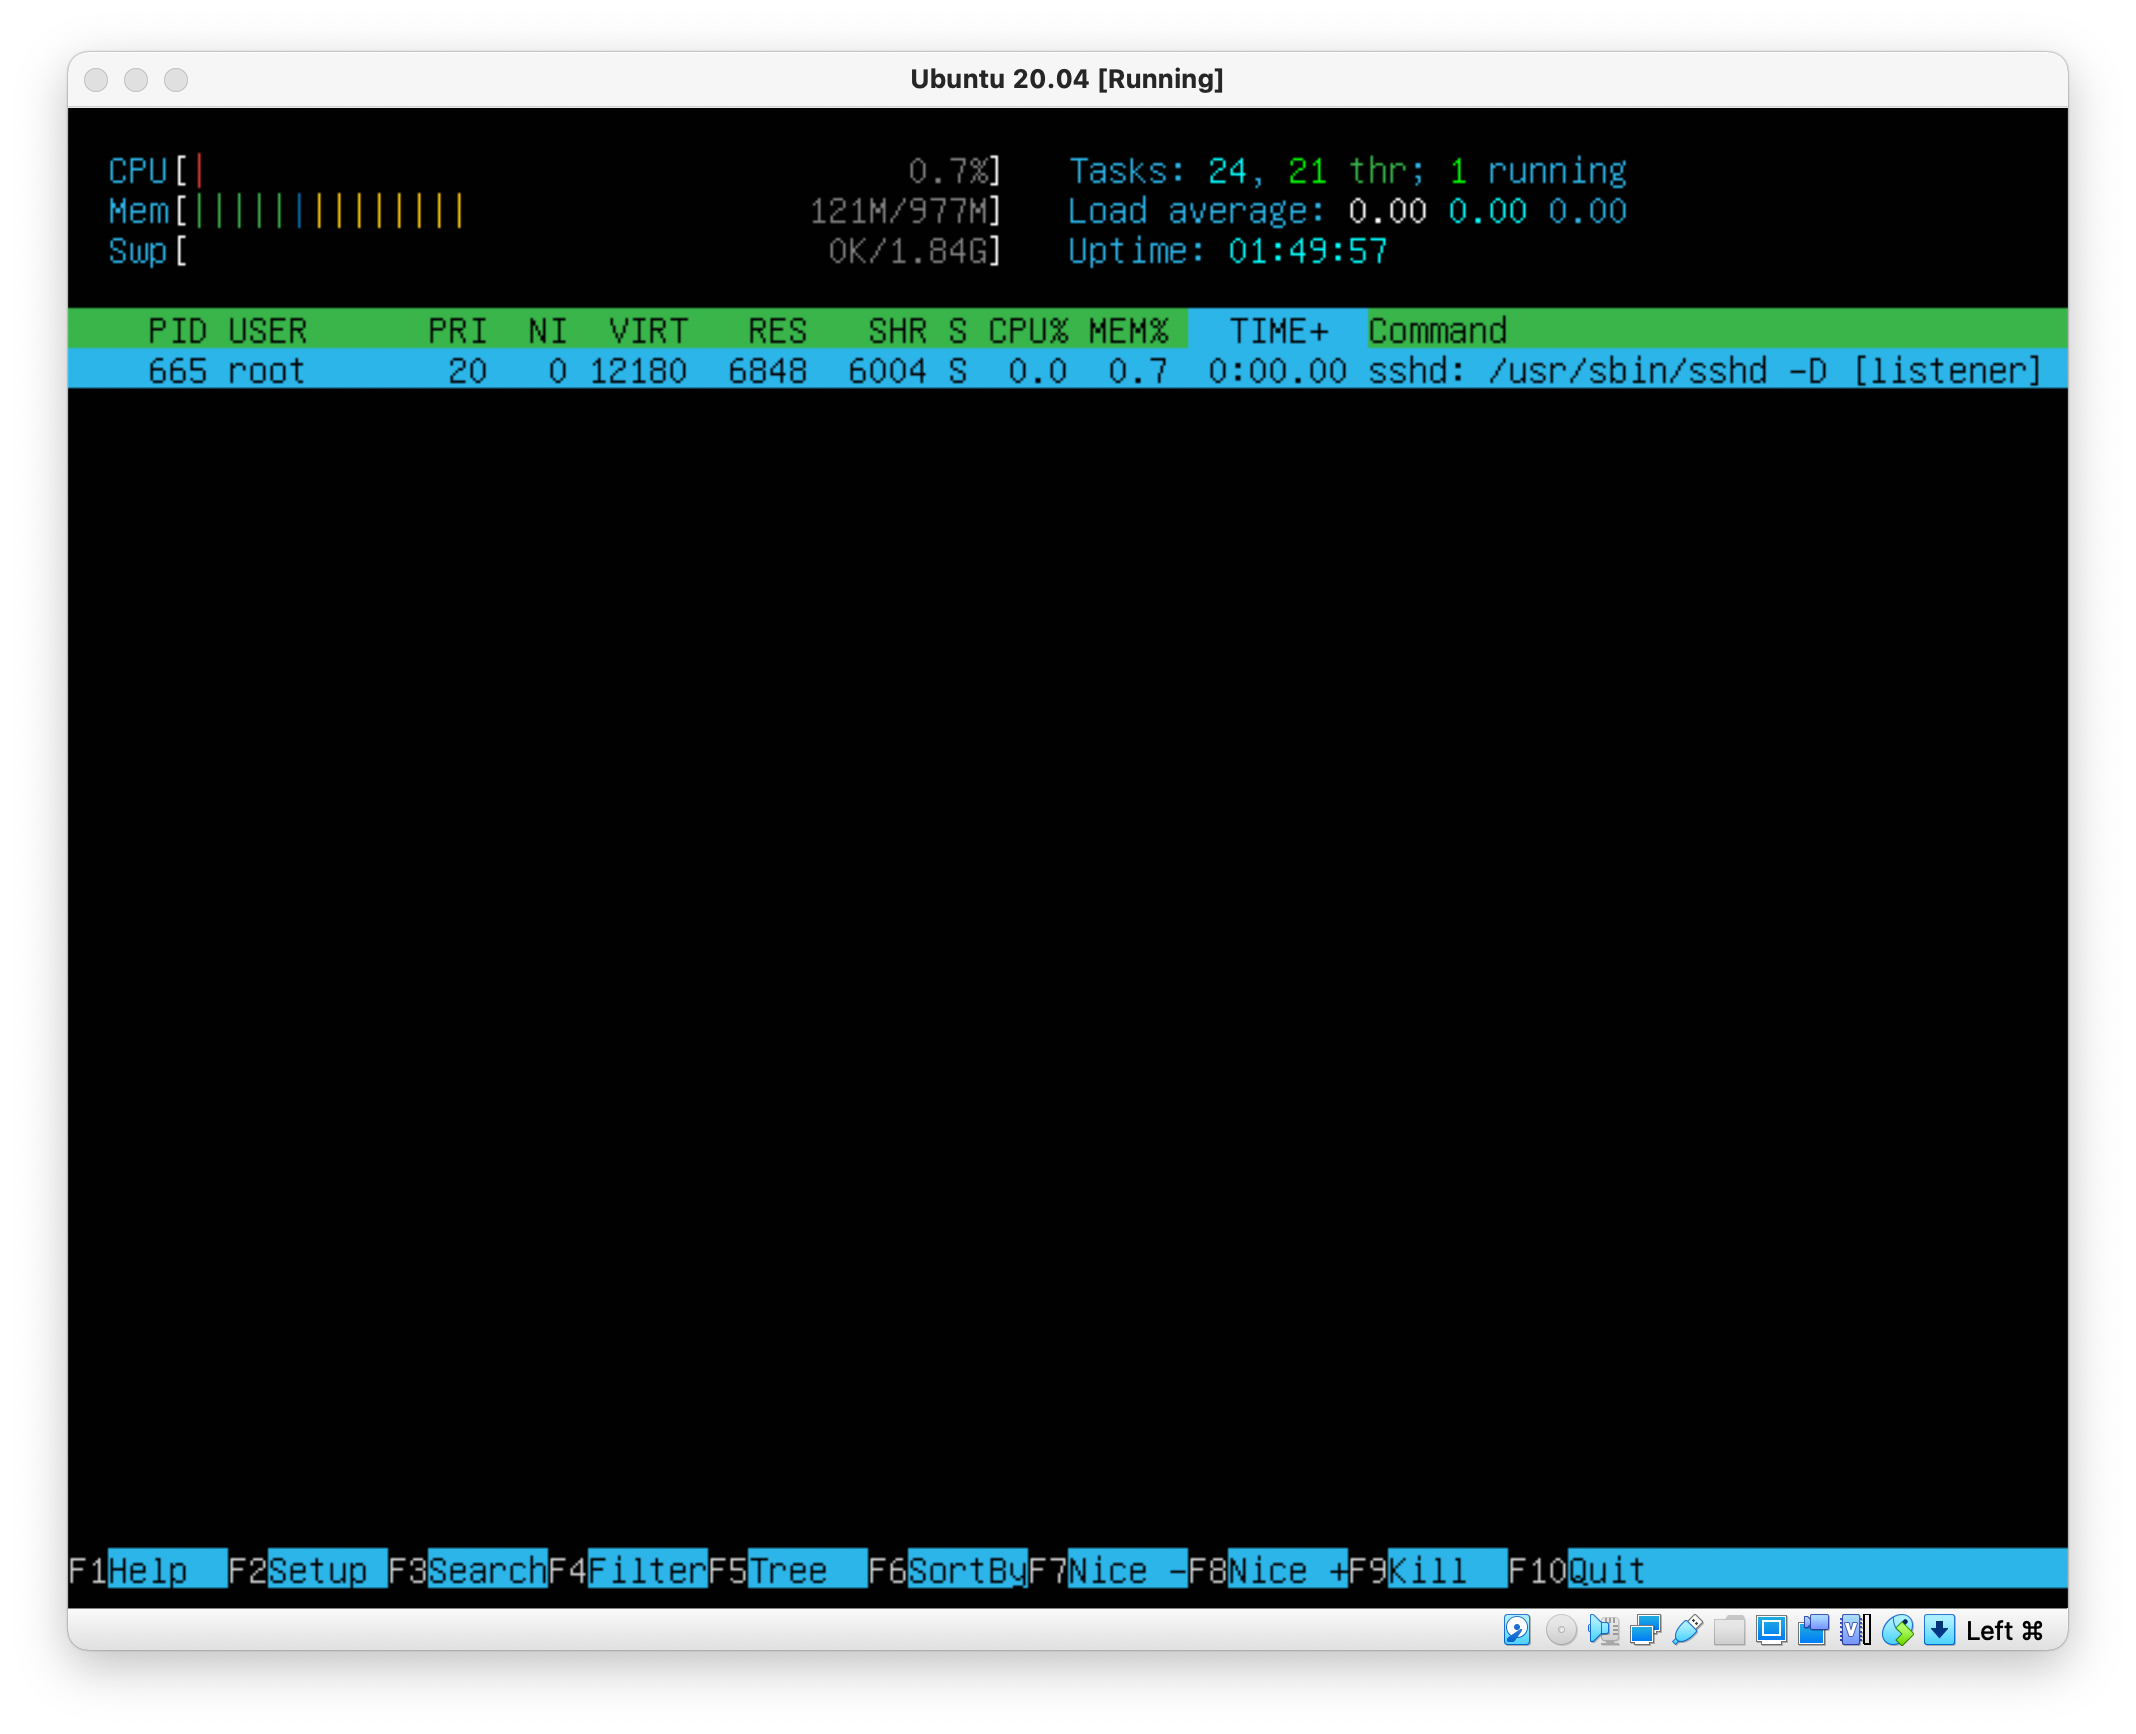 Ubuntu 20.04 [Running]
CPU[| 0.7%] Tasks: 24, 21 thr; 1 running
Mem[|||||||||||||| 121M/977M] Load average: 0.00 0.00 0.00
Swp[ 0K/1.84G] Uptime: 01:49:57
PID USER PRI NI VIRT RES SHR S CPU% MEM% TIME+ Command
665 root 20 0 12180 6848 6004 S 0.0 0.7 0:00.00 sshd: /usr/sbin/sshd -D [listener]
F1Help F2Setup F3SearchF4FilterF5Tree F6SortByF7Nice -F8Nice +F9Kill F10Quit
Left ⌘